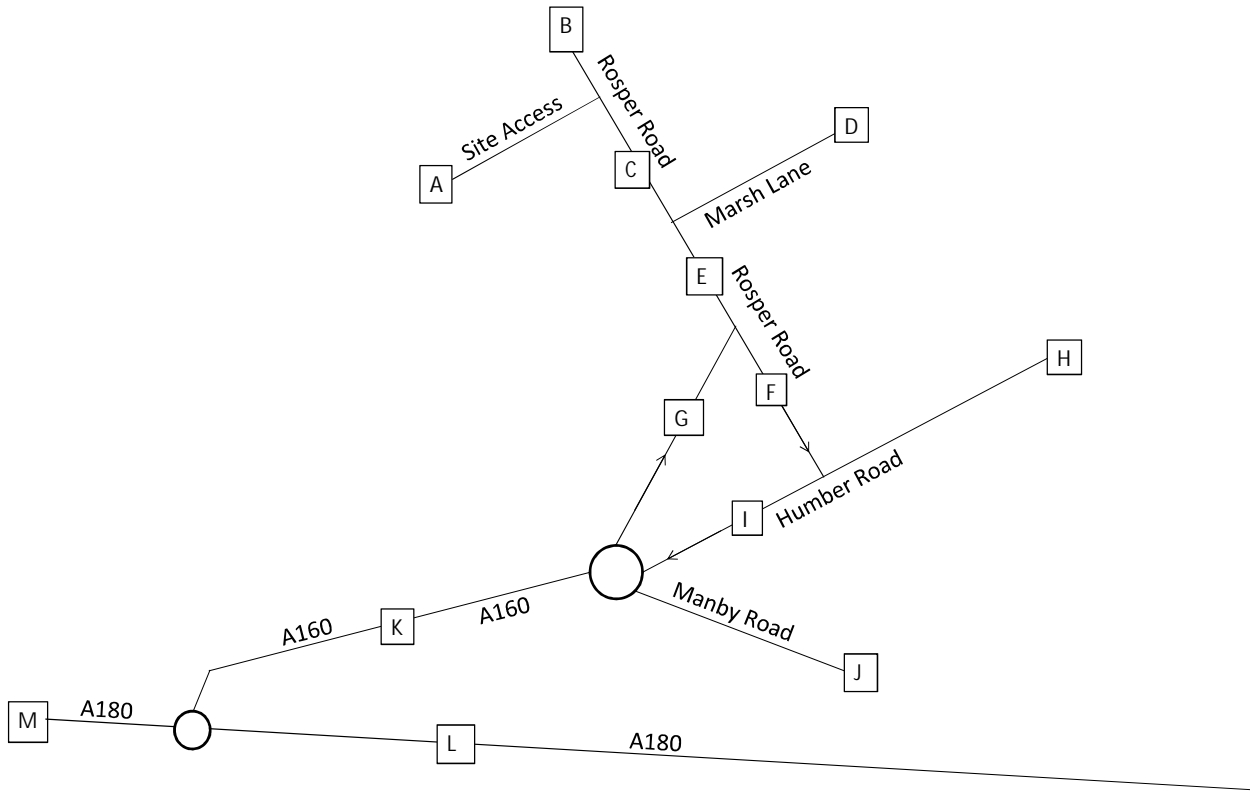 B
Rosper Road
Site Access
D
C
A
Marsh Lane
E
Rosper Road
H
F
G
Humber Road
I
Manby Road
A160
A160
K
J
A180
M
L
A180